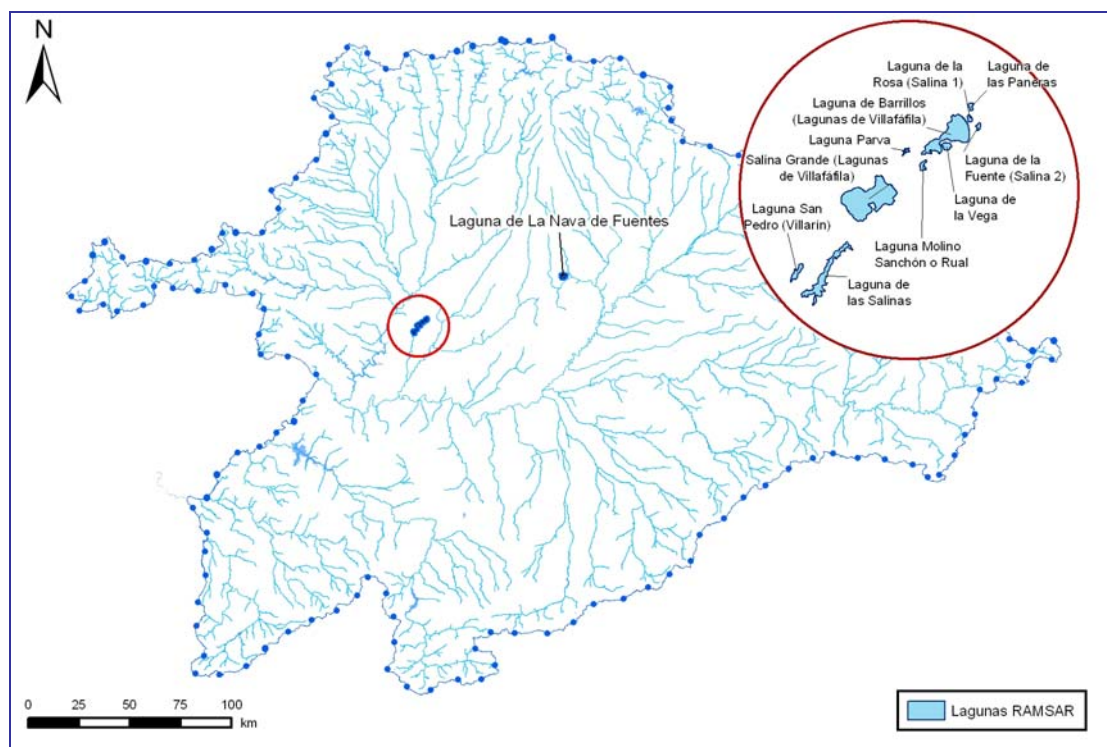 N
Laguna de la
Rosa (Salina 1)
Laguna de
las Paneras
Laguna de Barrillos
(Lagunas de Villafáfila)
Laguna Parva
Salina Grande (Lagunas
de Villafáfila)
Laguna de la
Fuente (Salina 2)
Laguna de
la Vega
Laguna San
Pedro (Villarín)
Laguna Molino
Sanchón o Rual
Laguna de
las Salinas
Laguna de La Nava de Fuentes
0 25 50 75 100
km
Lagunas RAMSAR